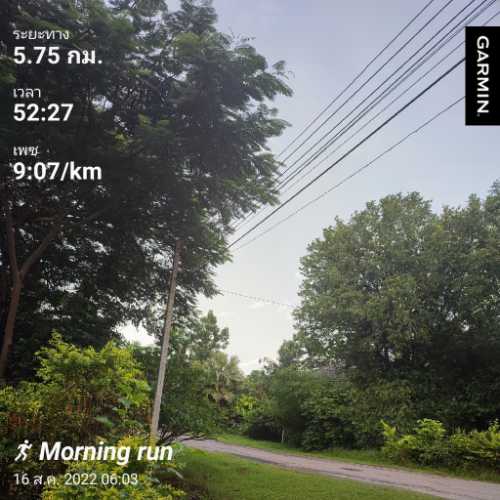 ระยะทาง
5.75 กม.
เวลา
52:27
เพซ
9:07/km
GARMIN
Morning run
16 ส.ค. 2022 06:03